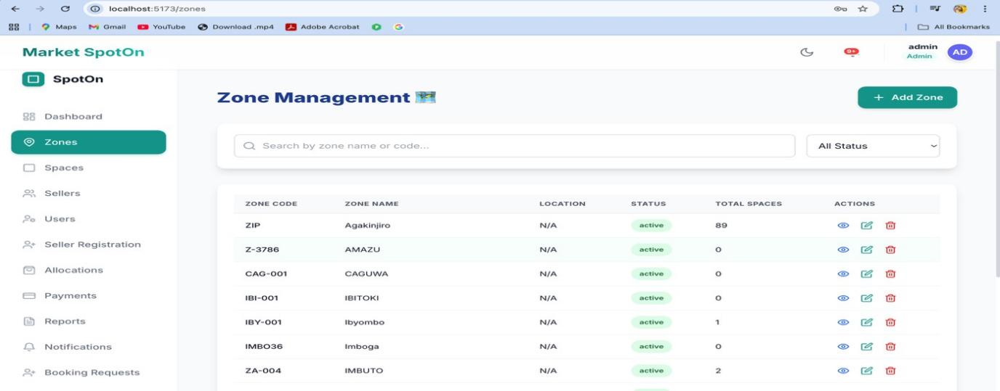 localhost:5173/zones
Maps Gmail YouTube Download .mp4 Adobe Acrobat All Bookmarks
Market SpotOn
9+
admin
Admin
AD
SpotOn
Dashboard
Zones
Spaces
Sellers
Users
Seller Registration
Allocations
Payments
Reports
Notifications
Booking Requests
Zone Management
+ Add Zone
Search by zone name or code...
All Status
ZONE CODE ZONE NAME LOCATION STATUS TOTAL SPACES ACTIONS
ZIP Agakinjiro N/A active 89
Z-3786 AMAZU N/A active 0
CAG-001 CAGUWA N/A active 0
IBI-001 IBITOKI N/A active 0
IBY-001 Ibyombo N/A active 1
IMBO36 Imboga N/A active 0
ZA-004 IMBUTO N/A active 2